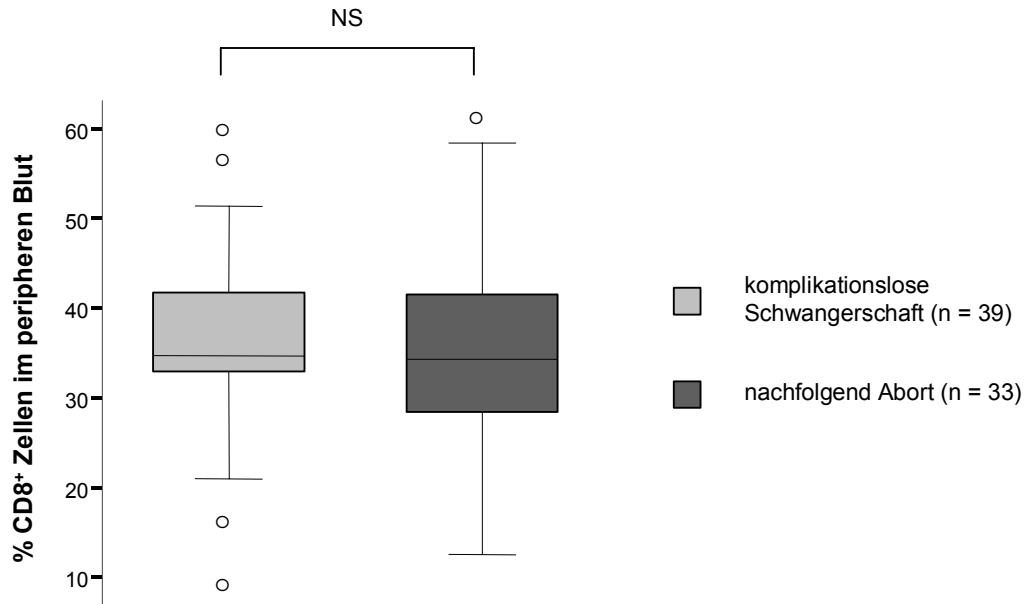 NS
% CD8⁺ Zellen im peripheren Blut
60
50
40
30
20
10
komplikationslose
Schwangerschaft (n = 39)
nachfolgend Abort (n = 33)